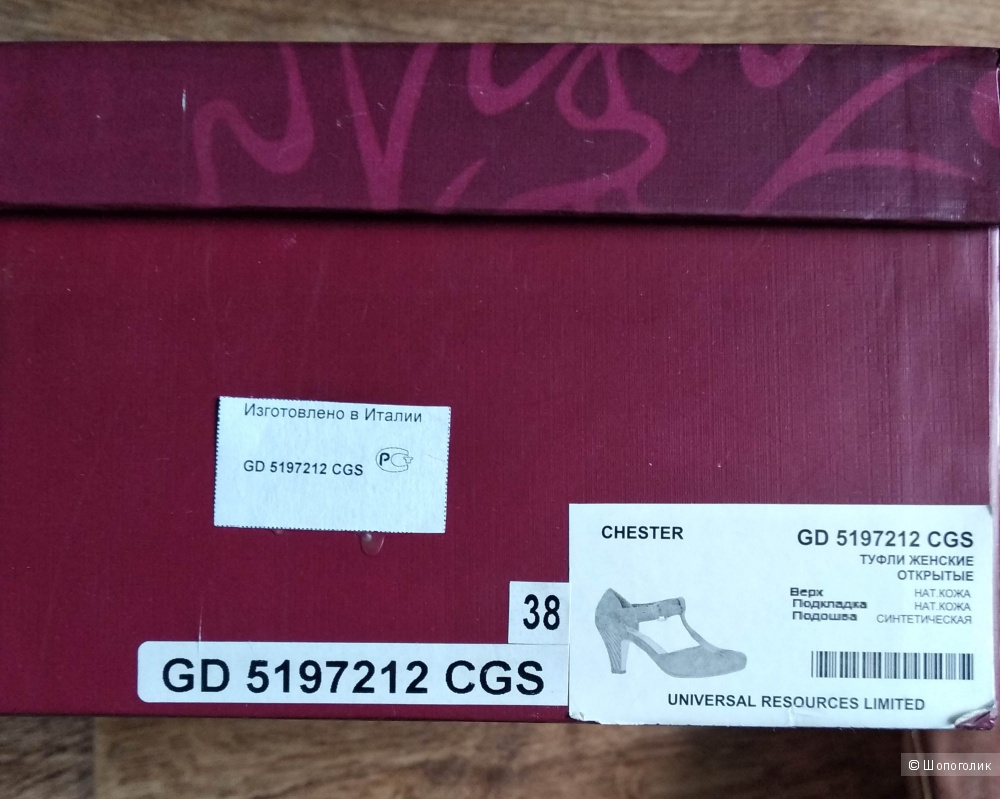 Изготовлено в Италии
GD 5197212 CGS
CHESTER
GD 5197212 CGS
ТУФЛИ ЖЕНСКИЕ
ОТКРЫТЫЕ
Верх НАТ.КОЖА
Подкладка НАТ.КОЖА
Подошва СИНТЕТИЧЕСКАЯ
38
GD 5197212 CGS
UNIVERSAL RESOURCES LIMITED
© Шопоголик